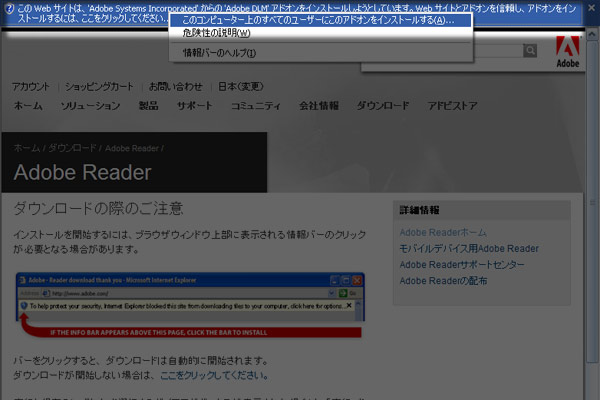 この Web サイトは、'Adobe Systems Incorporated' からの 'Adobe DLM' アドオンをインストールしようとしています。Web サイトとアドオンを信頼し、アドオンをイン
ストールするには、ここをクリックしてください...
このコンピューター上のすべてのユーザーにこのアドオンをインストールする(A)...
危険性の説明(W)
情報バーのヘルプ(I)
Adobe
アカウント | ショッピングカート | お問い合わせ | 日本(変更)
ホーム ソリューション 製品 サポート コミュニティ 会社情報 ダウンロード アドビストア
ホーム / ダウンロード / Adobe Reader /
Adobe Reader
ダウンロードの際のご注意
インストールを開始するには、ブラウザウィンドウ上部に表示される情報バーのクリック
が必要となる場合があります。
Adobe - Reader download thank you - Microsoft Internet Explorer
Address http://www.adobe.com/ Go
To help protect your security, Internet Explorer blocked this site from downloading files to your computer, click here for options...
IF THE INFO BAR APPEARS ABOVE THIS PAGE, CLICK THE BAR TO INSTALL
バーをクリックすると、ダウンロードは自動的に開始されます。
ダウンロードが開始しない場合は、ここをクリックしてください。
詳細情報
Adobe Readerホーム
モバイルデバイス用Adobe Reader
Adobe Readerサポートセンター
Adobe Readerの配布